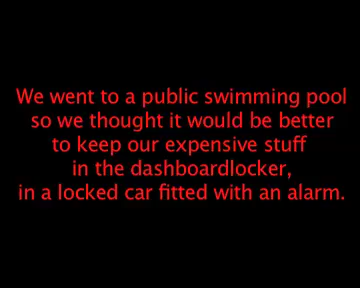 We went to a public swimming pool
so we thought it would be better
to keep our expensive stuff
in the dashboardlocker,
in a locked car fitted with an alarm.